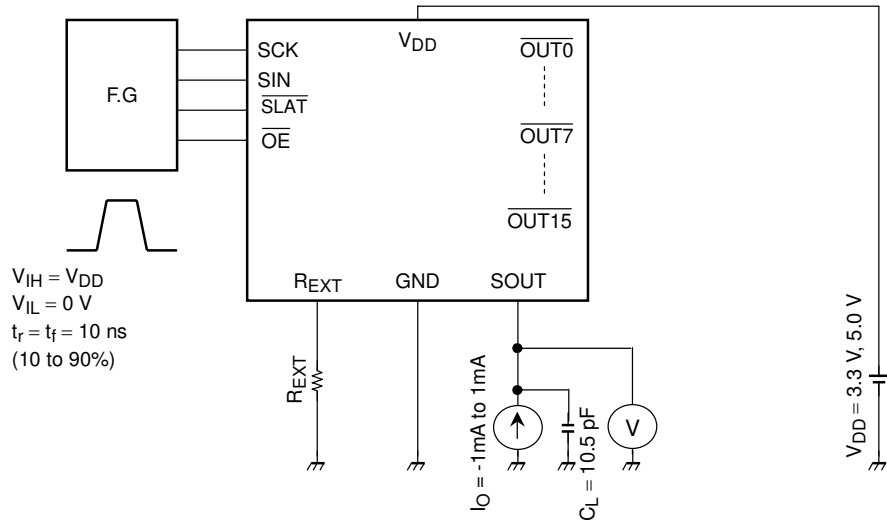 F.G
SCK
SIN
SLAT
OE
VDD
OUT0
OUT7
OUT15
REXT
GND
SOUT
VIH = VDD
VIL = 0 V
tr = tf = 10 ns
(10 to 90%)
REXT
IO = -1mA to 1mA
CL = 10.5 pF
V
VDD = 3.3 V, 5.0 V